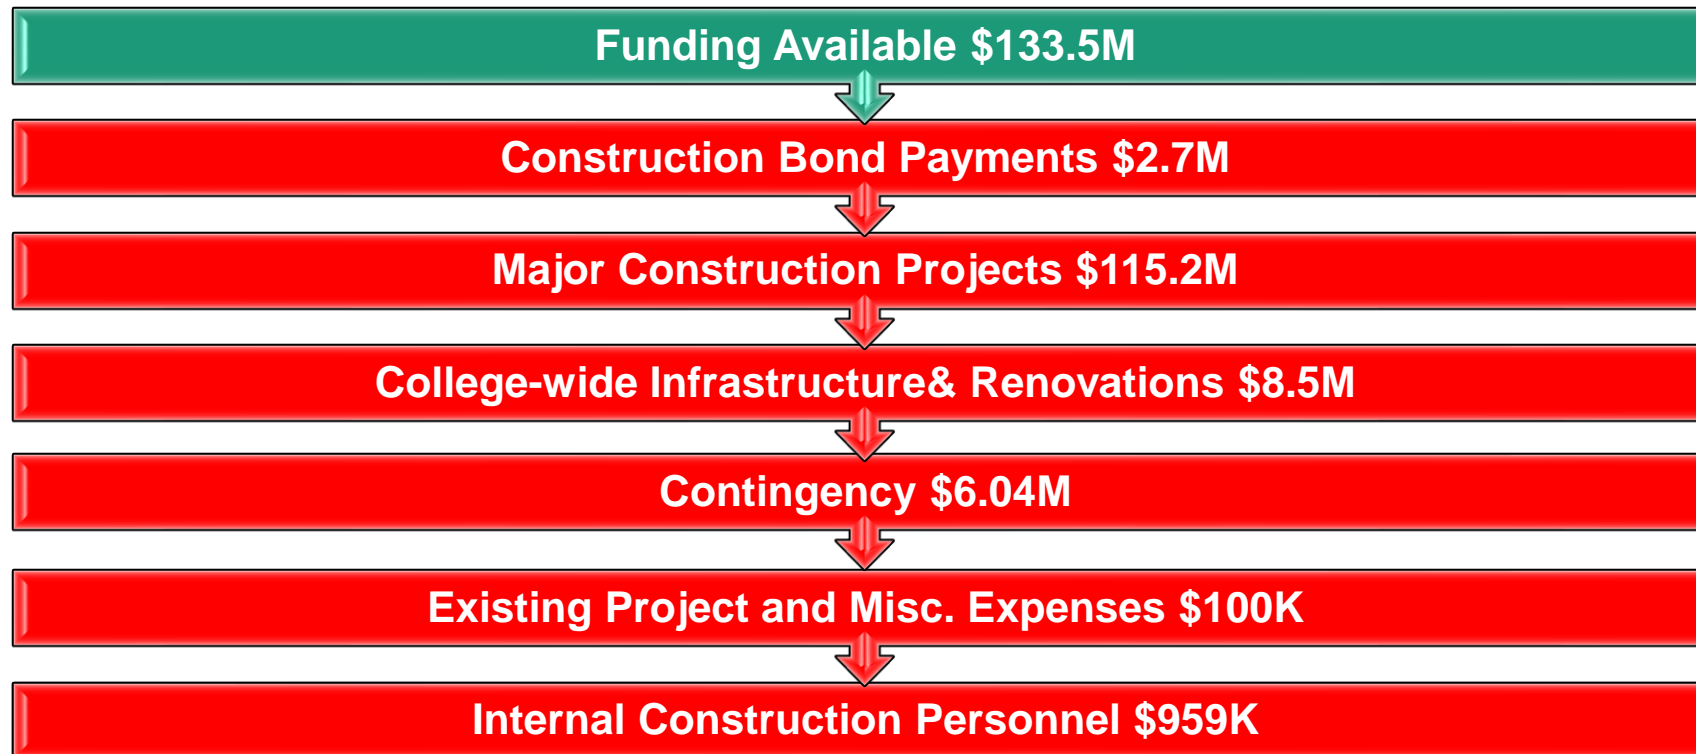 Funding Available $133.5M
Construction Bond Payments $2.7M
Major Construction Projects $115.2M
College-wide Infrastructure& Renovations $8.5M
Contingency $6.04M
Existing Project and Misc. Expenses $100K
Internal Construction Personnel $959K